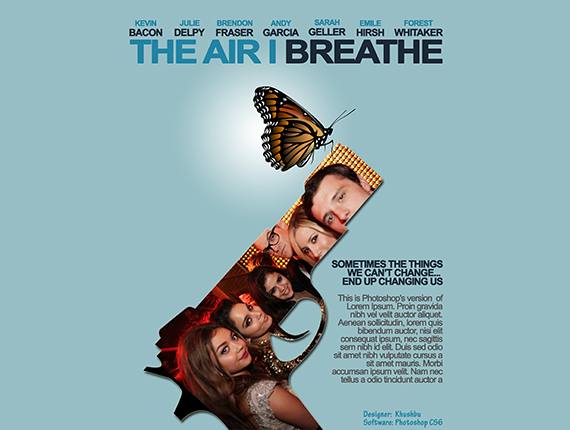 KEVIN JULIE BRENDON ANDY SARAH EMILE FOREST
BACON DELPY FRASER GARCIA GELLER HIRSH WHITAKER
THE AIR I BREATHE
SOMETIMES THE THINGS
WE CAN'T CHANGE...
END UP CHANGING US
This is Photoshop's version of
Lorem Ipsum. Proin gravida
nibh vel velit auctor aliquet.
Aenean sollicitudin, lorem quis
bibendum auctor, nisi elit
consequat ipsum, nec sagittis
sem nibh id elit. Duis sed odio
sit amet nibh vulputate cursus a
sit amet mauris. Morbi
accumsan ipsum velit. Nam nec
tellus a odio tincidunt auctor a
Designer: Khushbu
Software: Photoshop CS6